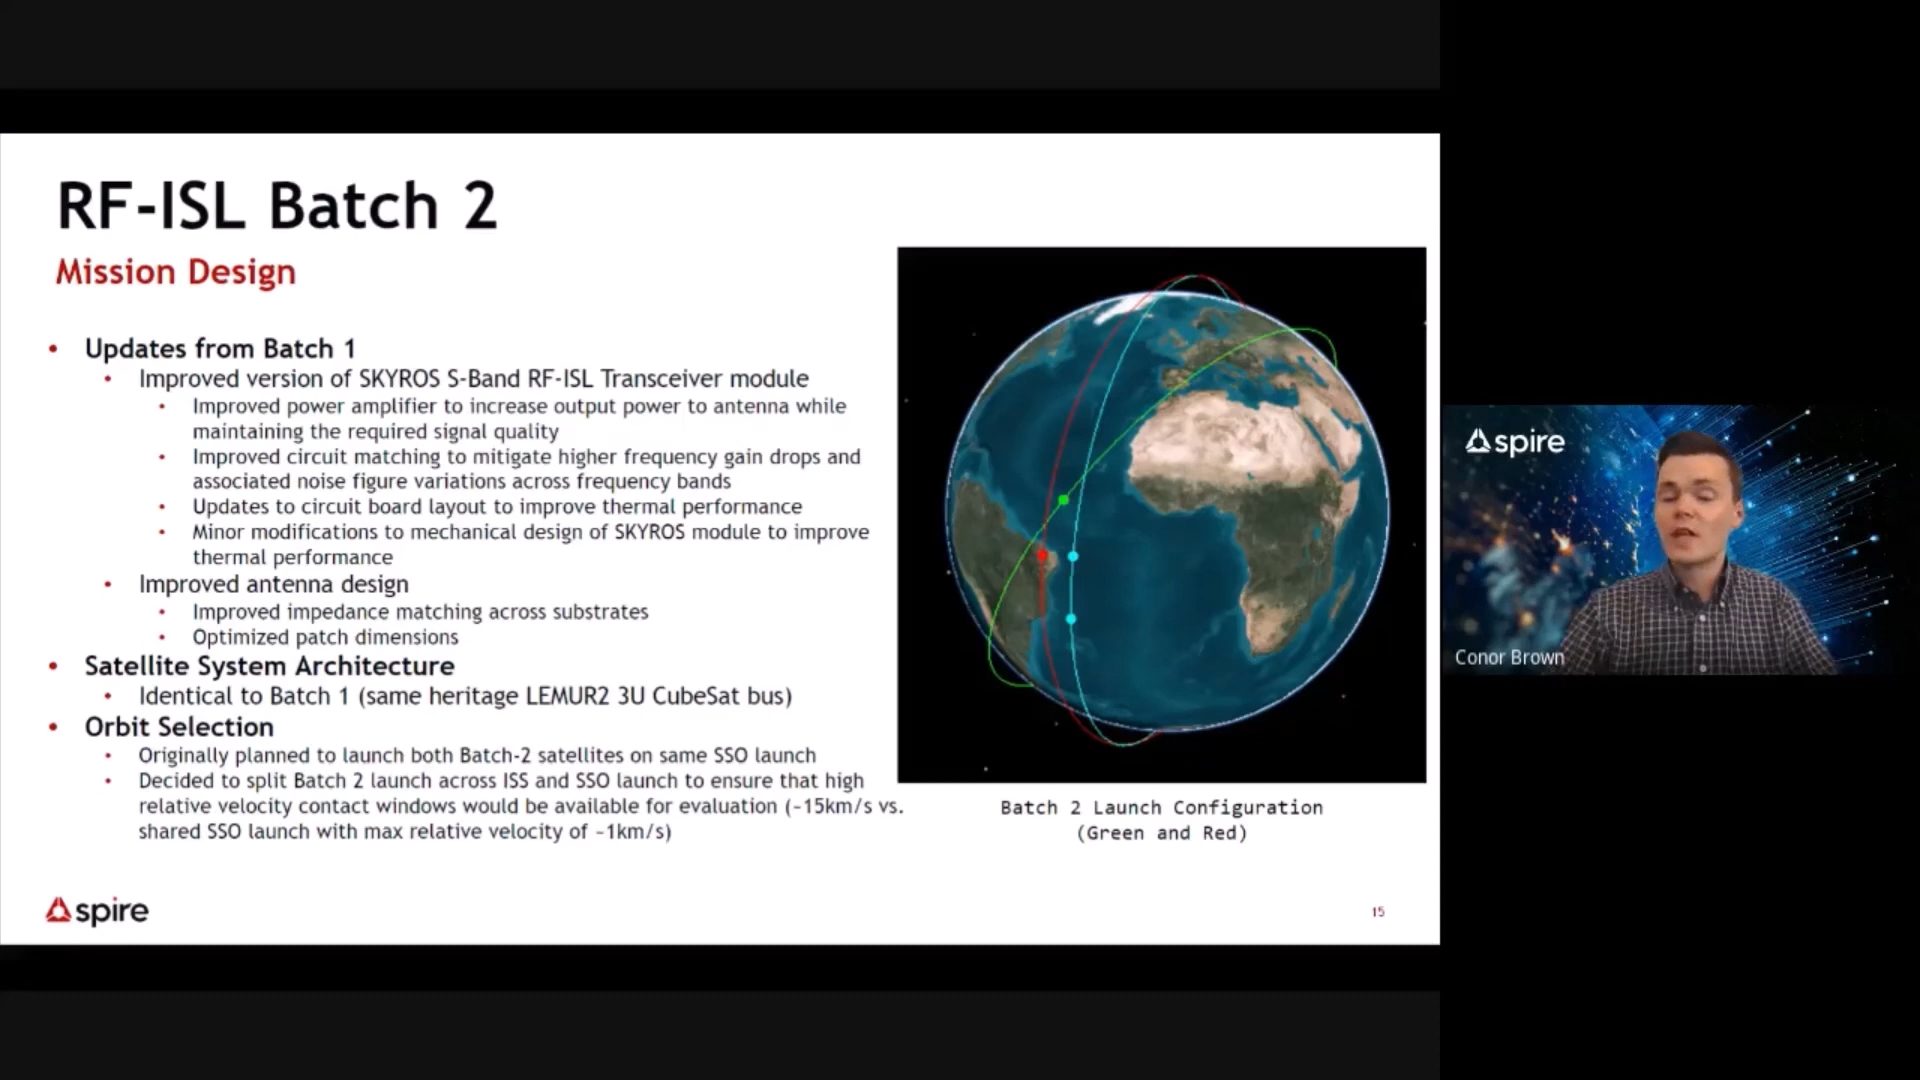 RF-ISL Batch 2
Mission Design
• Updates from Batch 1
• Improved version of SKYROS S-Band RF-ISL Transceiver module
• Improved power amplifier to increase output power to antenna while
maintaining the required signal quality
• Improved circuit matching to mitigate higher frequency gain drops and
associated noise figure variations across frequency bands
• Updates to circuit board layout to improve thermal performance
• Minor modifications to mechanical design of SKYROS module to improve
thermal performance
• Improved antenna design
• Improved impedance matching across substrates
• Optimized patch dimensions
• Satellite System Architecture
• Identical to Batch 1 (same heritage LEMUR2 3U CubeSat bus)
• Orbit Selection
• Originally planned to launch both Batch-2 satellites on same SSO launch
• Decided to split Batch 2 launch across ISS and SSO launch to ensure that high
relative velocity contact windows would be available for evaluation (~15km/s vs.
shared SSO launch with max relative velocity of ~1km/s)
Batch 2 Launch Configuration
(Green and Red)
spire
15
spire
Conor Brown